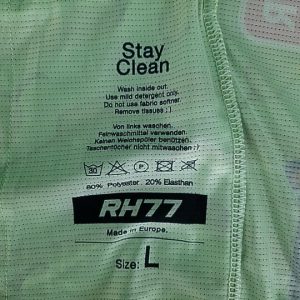 Stay
Clean
Wash inside out.
Use mild detergent only.
Do not use fabric softner.
Remove tissues ;)
Von links waschen.
Feinwaschmittel verwenden.
Keinen Weichspüler benützen.
Taschentücher nicht mitwaschen ;)
30
P
80% Polyester, 20% Elasthan
RH77
Made in Europe.
Size: L